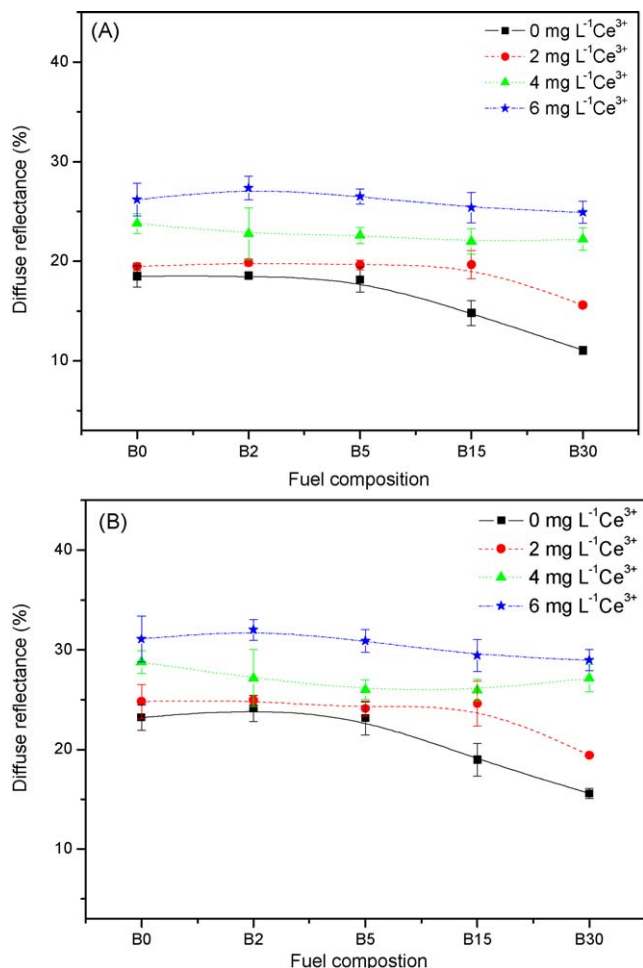 (A)
0 mg L⁻¹Ce³⁺
2 mg L⁻¹Ce³⁺
4 mg L⁻¹Ce³⁺
6 mg L⁻¹Ce³⁺
Diffuse reflectance (%)
40
30
20
10
B0 B2 B5 B15 B30
Fuel composition
(B)
0 mg L⁻¹Ce³⁺
2 mg L⁻¹Ce³⁺
4 mg L⁻¹Ce³⁺
6 mg L⁻¹Ce³⁺
Diffuse reflectance (%)
40
30
20
10
B0 B2 B5 B15 B30
Fuel compostion